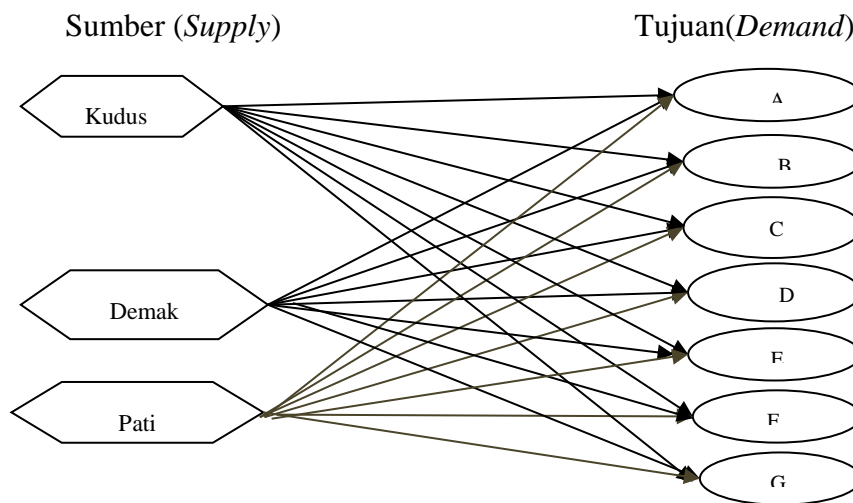 Sumber (Supply)
Tujuan(Demand)
Kudus
A
B
C
Demak
D
Pati
G